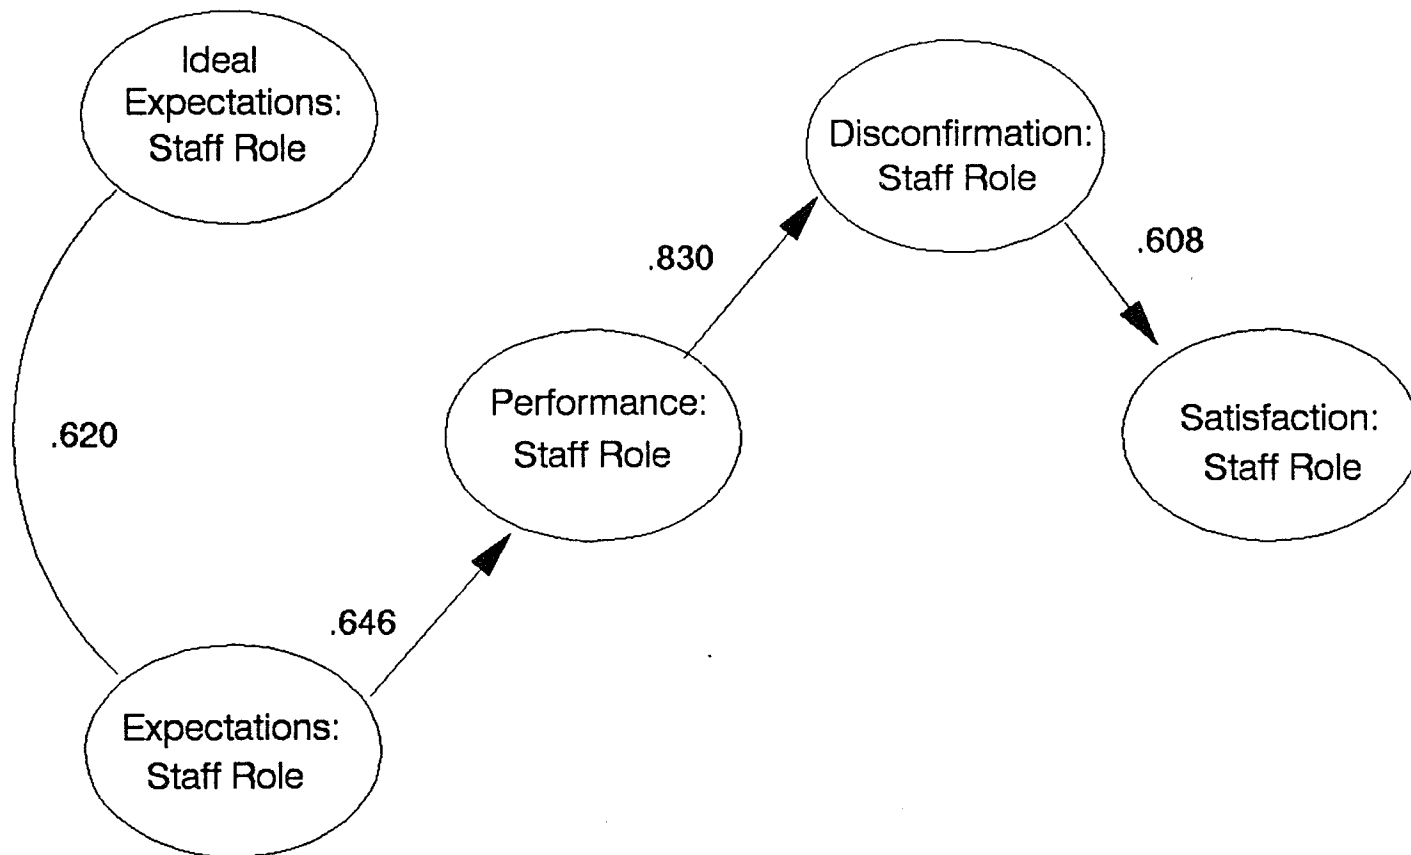 Ideal
Expectations:
Staff Role
Disconfirmation:
Staff Role
.830
.608
Performance:
Staff Role
.620
Satisfaction:
Staff Role
.646
Expectations:
Staff Role